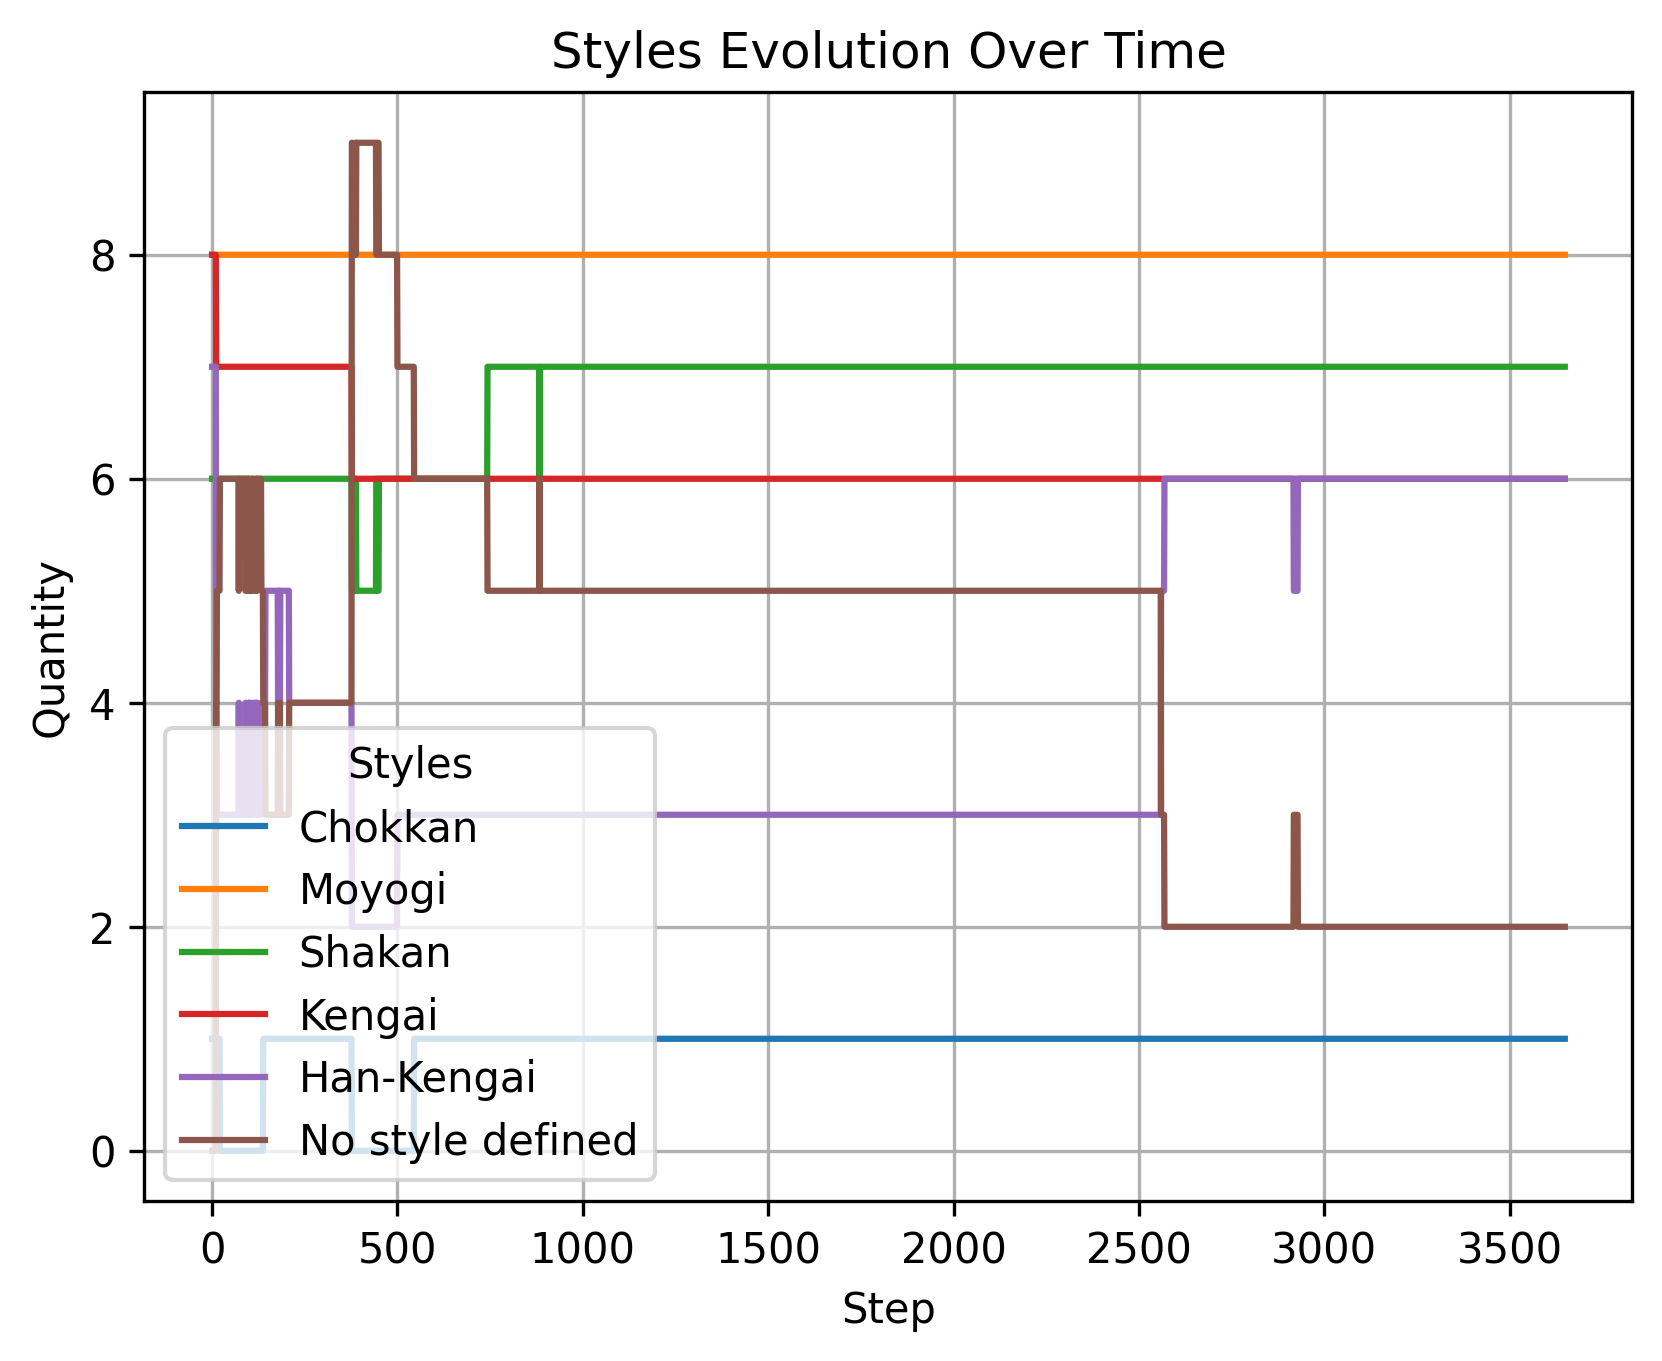 Styles Evolution Over Time
8
6
4
2
0
Quantity
Styles
Chokkan
Moyogi
Shakan
Kengai
Han-Kengai
No style defined
0 500 1000 1500 2000 2500 3000 3500
Step